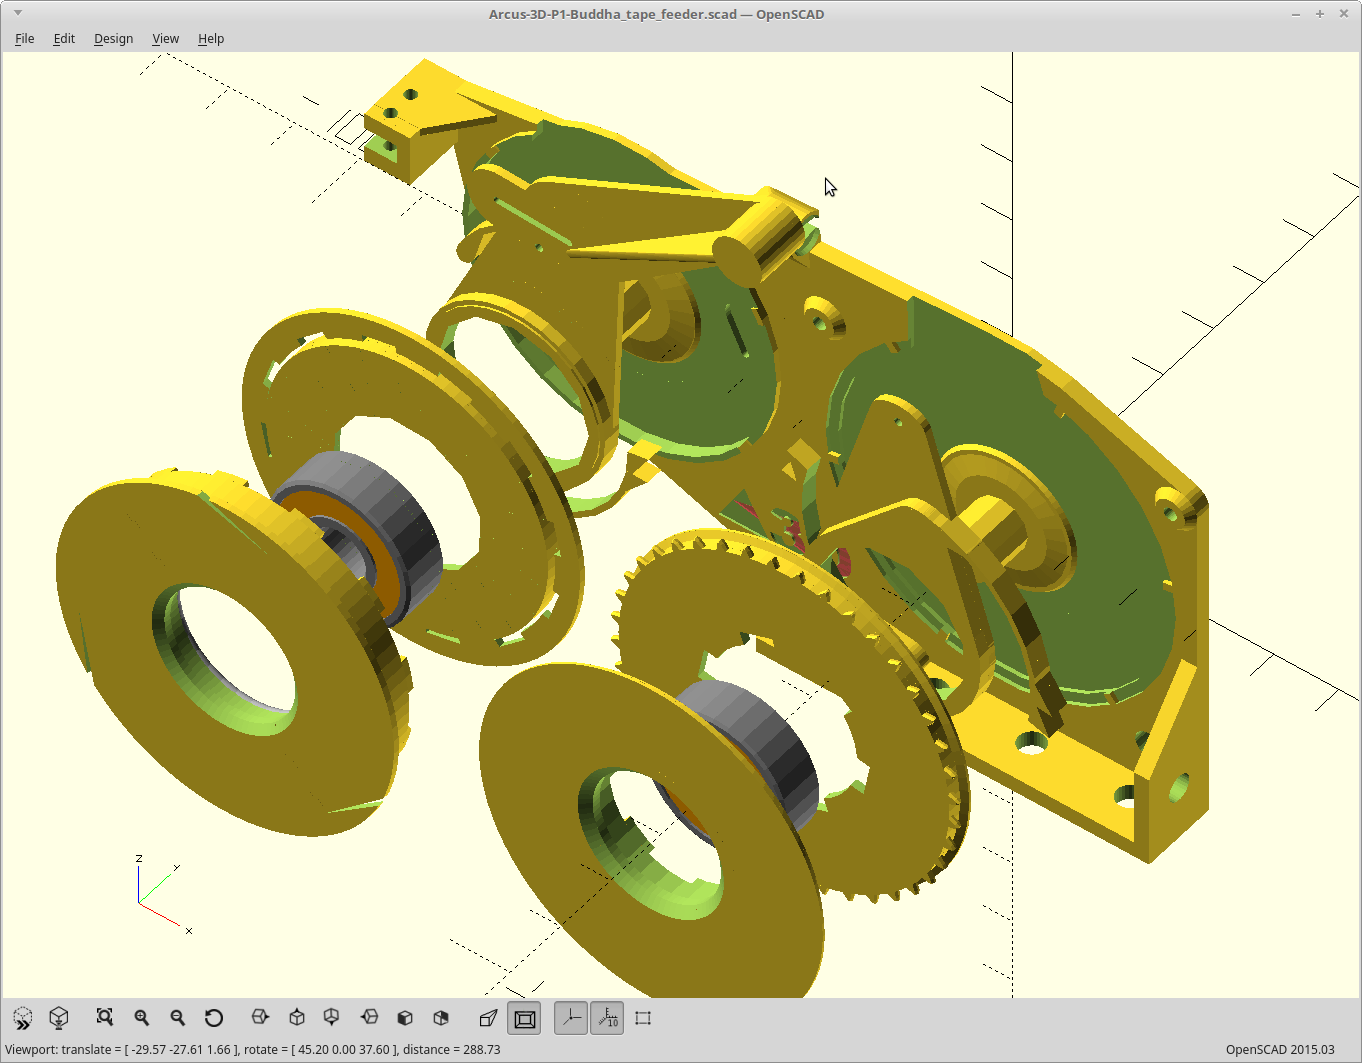 Arcus-3D-P1-Buddha_tape_feeder.scad — OpenSCAD
File Edit Design View Help
z
y
x
10
Viewport: translate = [ -29.57 -27.61 1.66 ], rotate = [ 45.20 0.00 37.60 ], distance = 288.73 OpenSCAD 2015.03